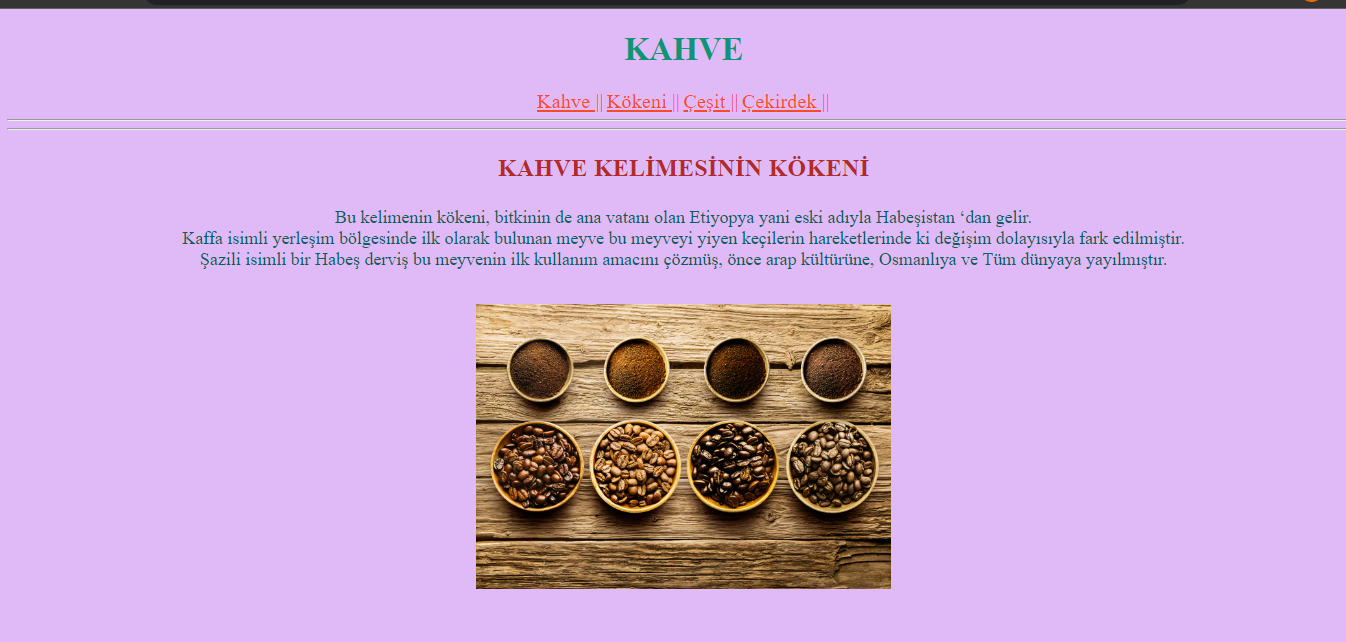 KAHVE
Kahve || Kökeni || Çeşit || Çekirdek ||
KAHVE KELİMESİNİN KÖKENİ
Bu kelimenin kökeni, bitkinin de ana vatanı olan Etiyopya yani eski adıyla Habeşistan ‘dan gelir.
Kaffa isimli yerleşim bölgesinde ilk olarak bulunan meyve bu meyveyi yiyen keçilerin hareketlerinde ki değişim dolayısıyla fark edilmiştir.
Şazili isimli bir Habeş derviş bu meyvenin ilk kullanım amacını çözmüş, önce arap kültürüne, Osmanlıya ve Tüm dünyaya yayılmıştır.